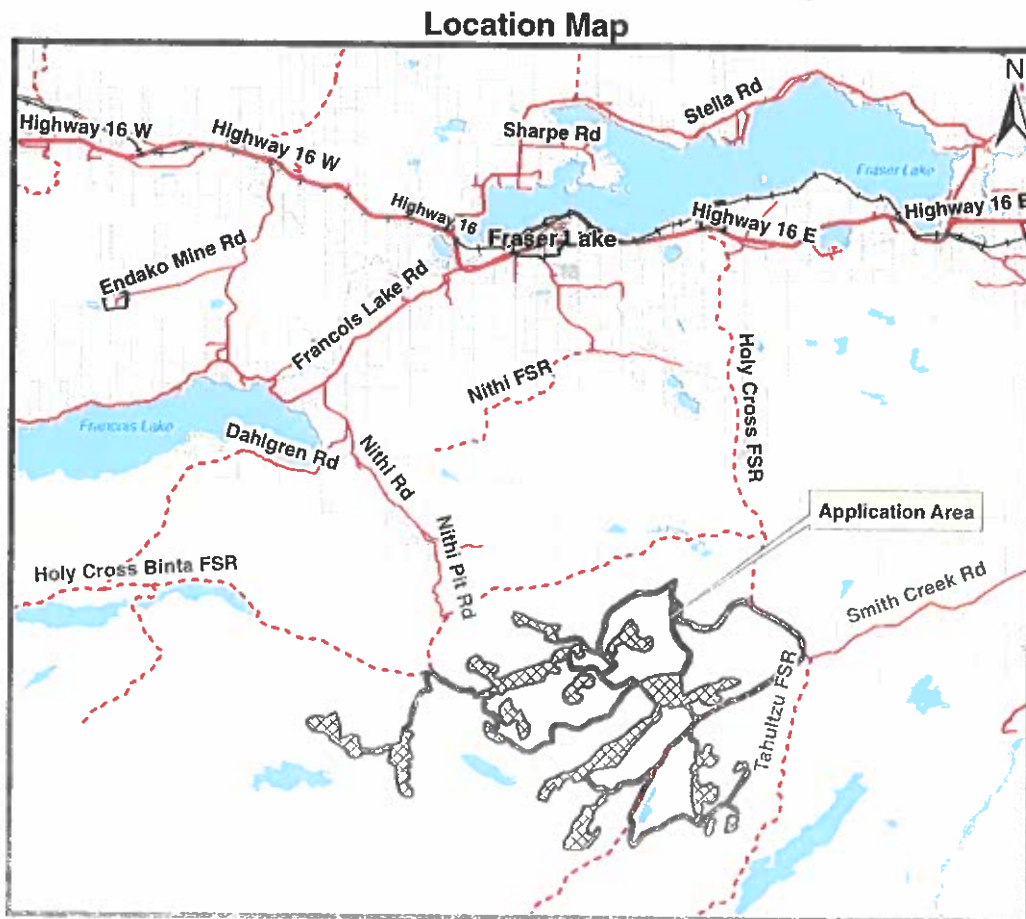 Location Map
N
Highway 16 W
Highway 16 W
Sharpe Rd
Stella Rd
Fraser Lake
Highway 16
Highway 16 E
Highway 16 E
Fraser Lake
Endako Mine Rd
Francois Lake Rd
Nithi FSR
Holy Cross FSR
Francois Lake
Dahlgren Rd
Nithi Rd
Application Area
Nithi Pit Rd
Holy Cross Binta FSR
Smith Creek Rd
Tahultzu FSR